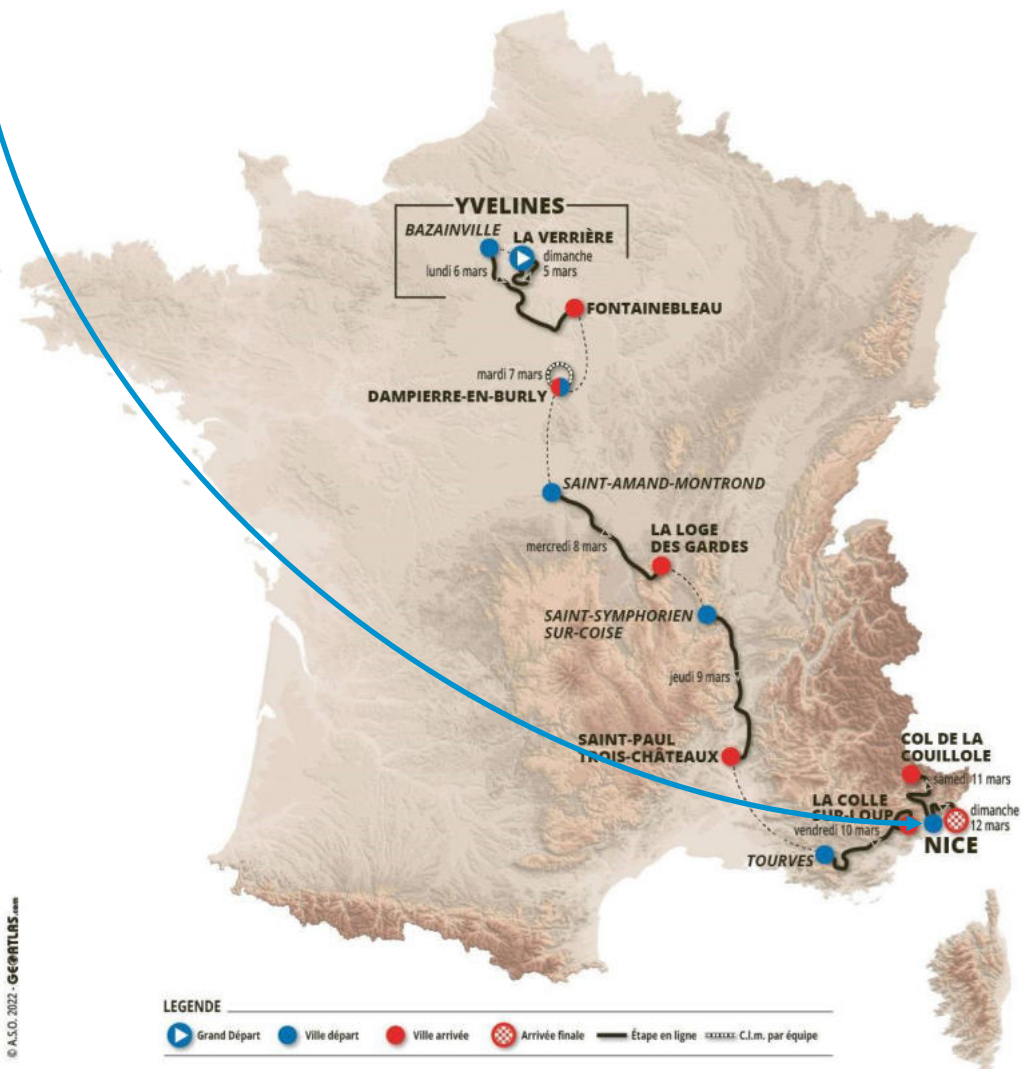 YVELINES
BAZAINVILLE
LA VERRIÈRE
dimanche
5 mars
lundi 6 mars
FONTAINEBLEAU
mardi 7 mars
DAMPIERRE-EN-BURLY
SAINT-AMAND-MONTROND
mercredi 8 mars
LA LOGE
DES GARDES
SAINT-SYMPHORIEN
SUR-COISE
jeudi 9 mars
SAINT-PAUL
TROIS-CHÂTEAUX
COL DE LA
COUILLOLE
samedi 11 mars
LA COLLE
SUR-LOUP
vendredi 10 mars
dimanche
12 mars
NICE
TOURVES
© A.S.O. 2022 - GEOATLAS.com
LEGENDE
Grand Départ
Ville départ
Ville arrivée
Arrivée finale
Étape en ligne
C.l.m. par équipe